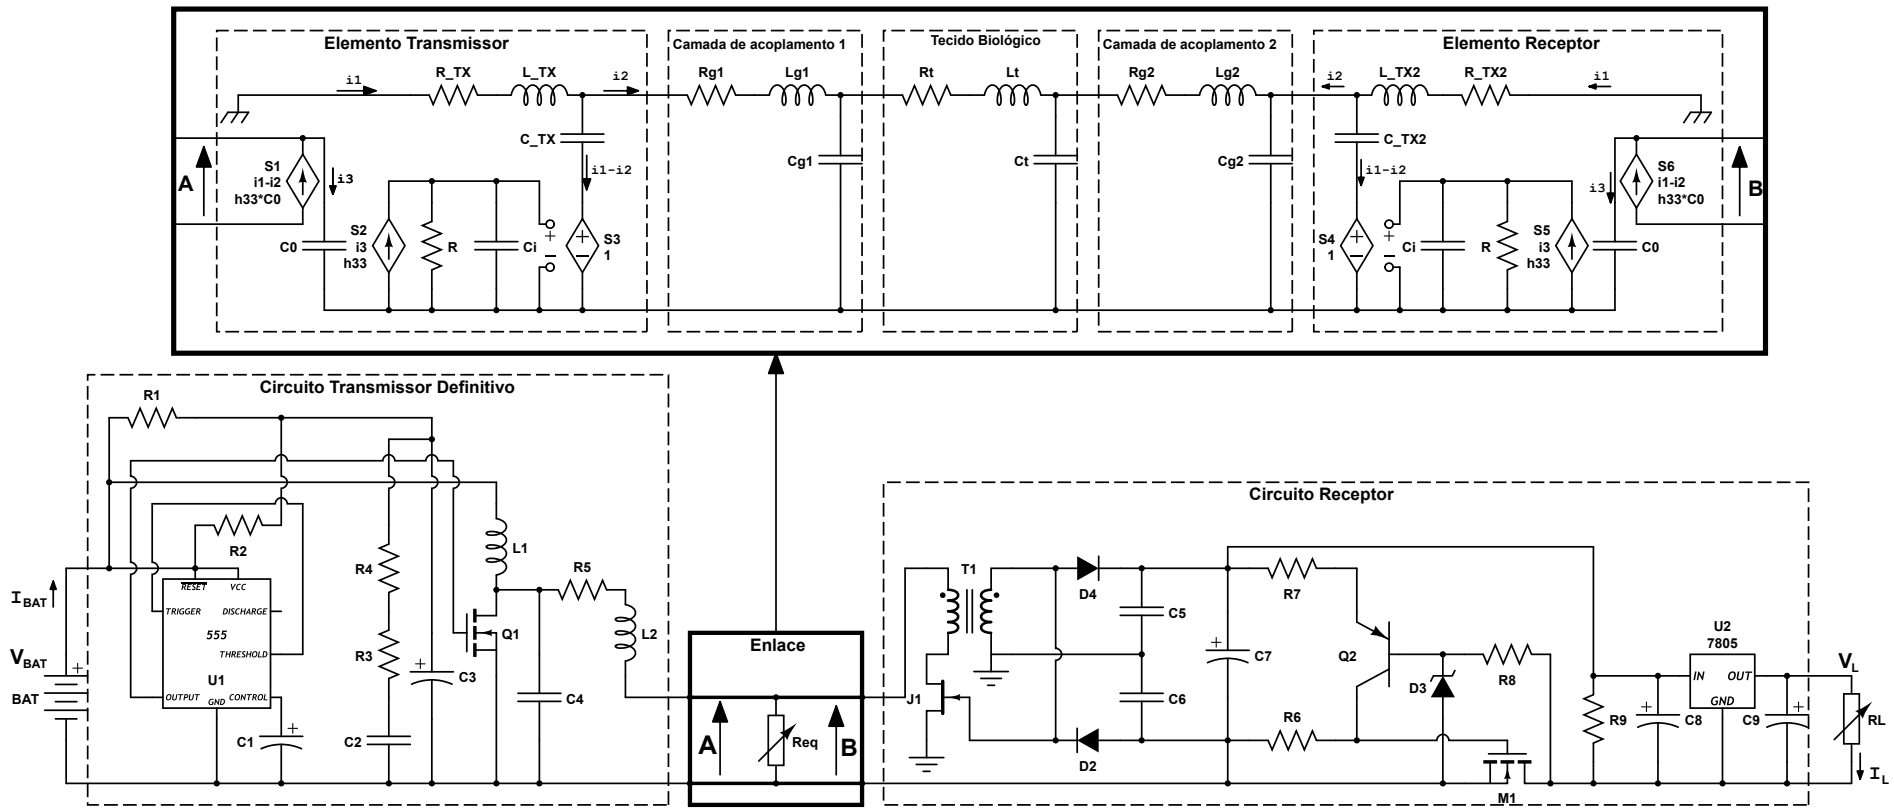 Elemento Transmissor
Camada de acoplamento 1
Tecido Biológico
Camada de acoplamento 2
Elemento Receptor
i1
R_TX
L_TX
i2
Rg1
Lg1
Rt
Lt
Rg2
Lg2
i2
L_TX2
R_TX2
i1
C_TX
C_TX2
A
S1
i1-i2
h33*C0
i3
i1-i2
Cg1
Ct
Cg2
i1-i2
i3
S6
i1-i2
h33*C0
B
C0
S2
i3
h33
R
Ci
+
−
+
−
S3
1
S4
1
+
−
+
−
Ci
R
S5
i3
h33
C0
Circuito Transmissor Definitivo
R1
R2
R4
R3
L1
R5
L2
Q1
C4
C3
+
C2
C1
+
RESET
VCC
TRIGGER
DISCHARGE
555
THRESHOLD
U1
OUTPUT
CONTROL
GND
IBAT
VBAT
BAT
+
Enlace
A
Req
B
Circuito Receptor
T1
J1
D4
D2
C5
C6
C7
+
R7
R6
Q2
D3
R8
M1
R9
C8
+
U2
7805
IN
OUT
GND
C9
+
VL
RL
IL